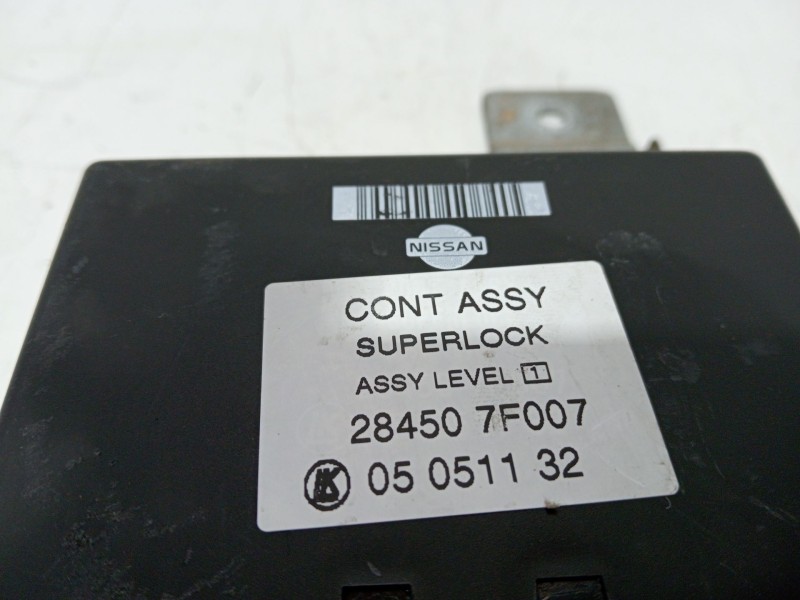 NISSAN
CONT ASSY
SUPERLOCK
ASSY LEVEL 1
28450 7F007
K 05 0511 32